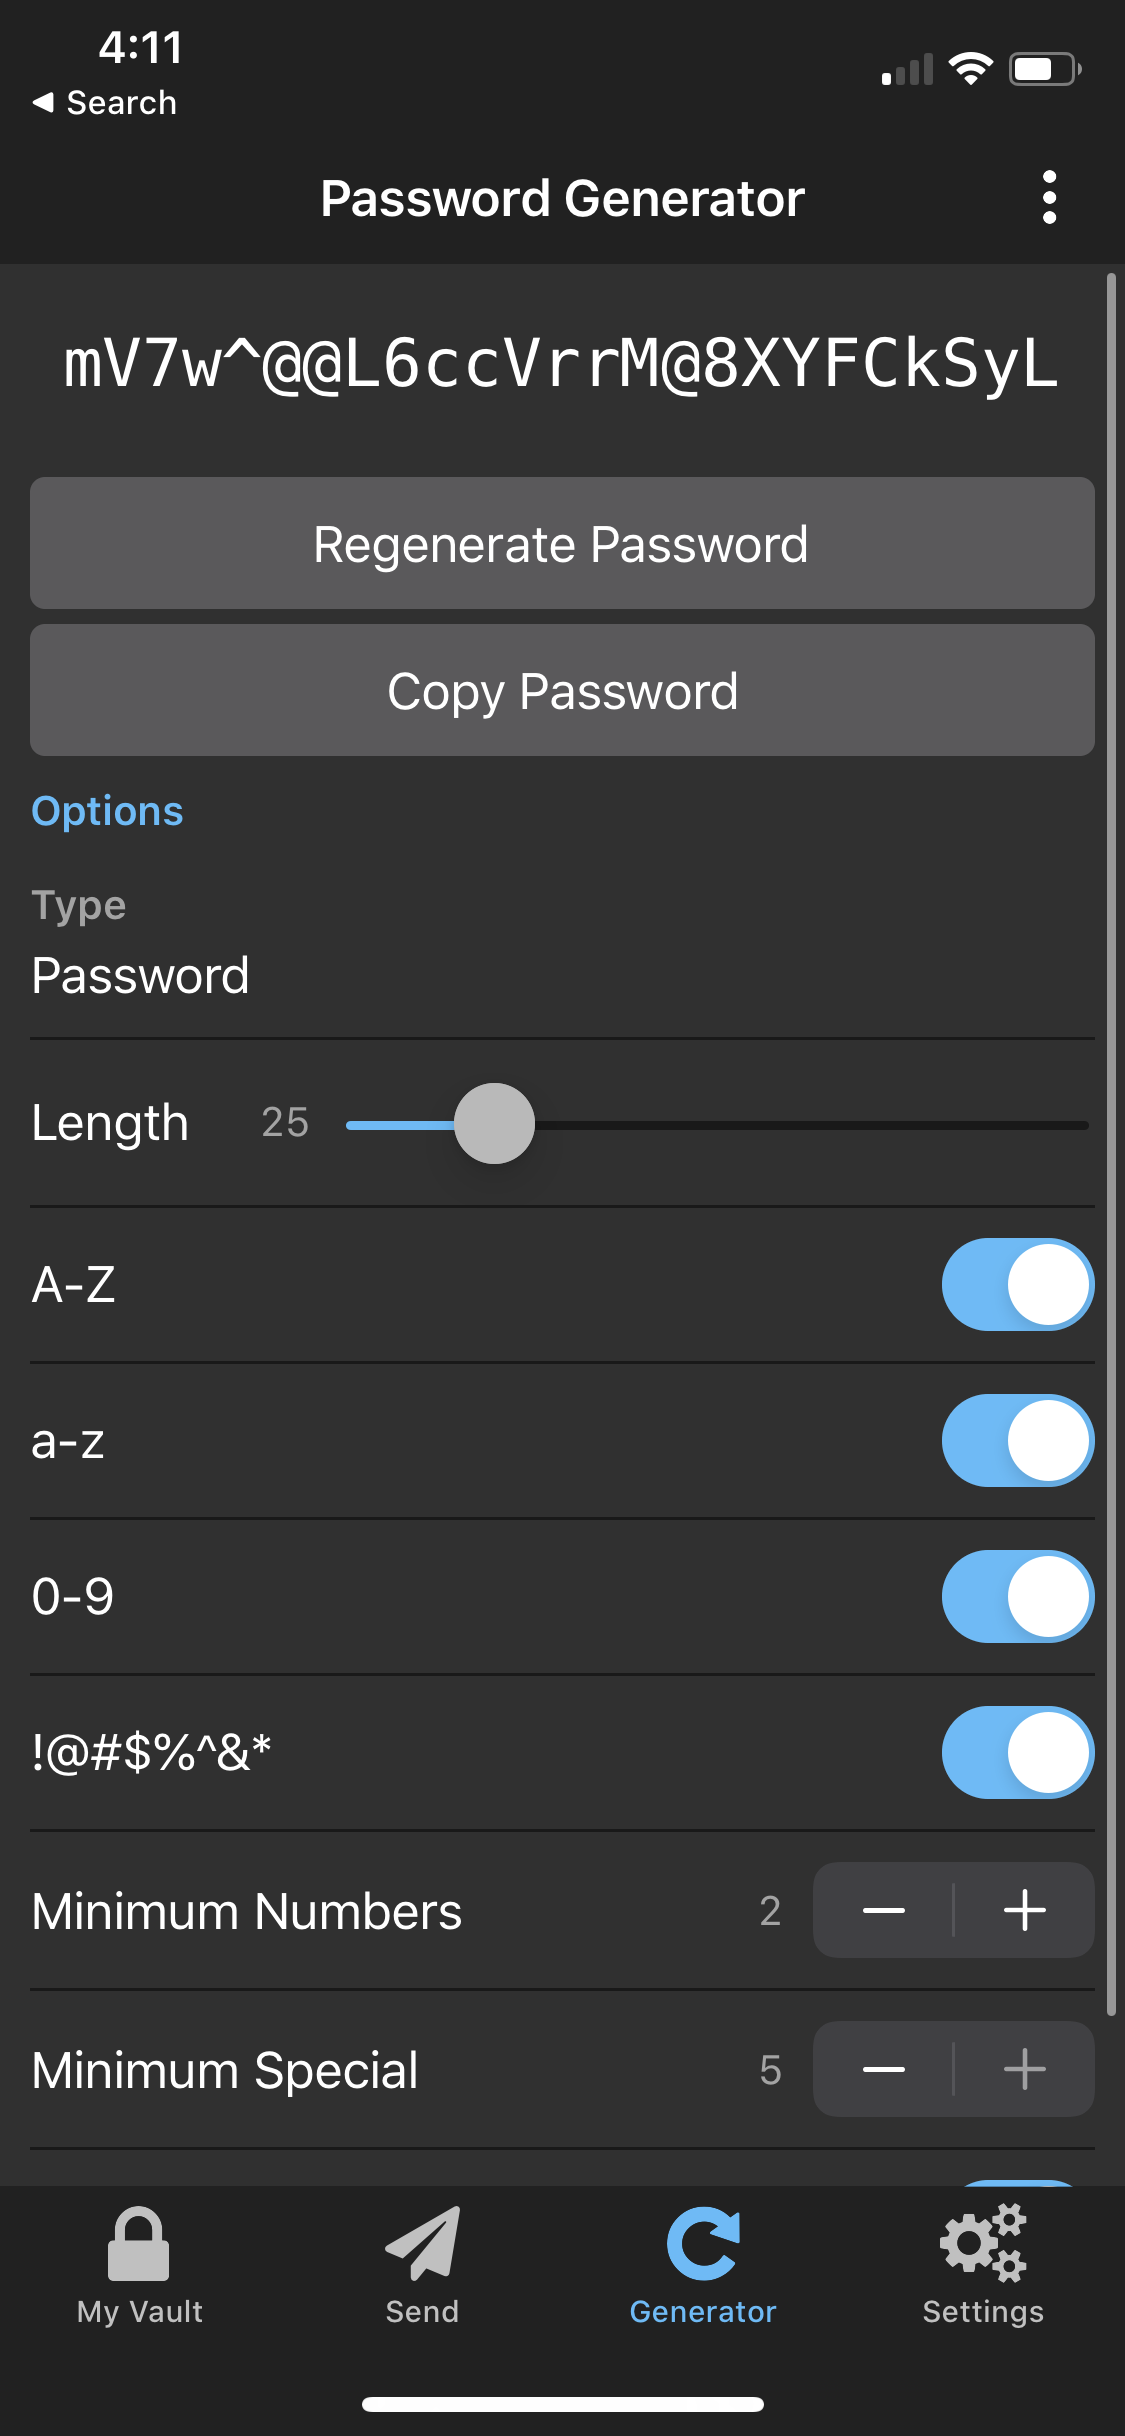 4:11
Search
Password Generator
mV7w^@@L6ccVrrM@8XYFCkSyL
Regenerate Password
Copy Password
Options
Type
Password
Length 25
A-Z
a-z
0-9
!@#$%^&*
Minimum Numbers 2
Minimum Special 5
My Vault Send Generator Settings